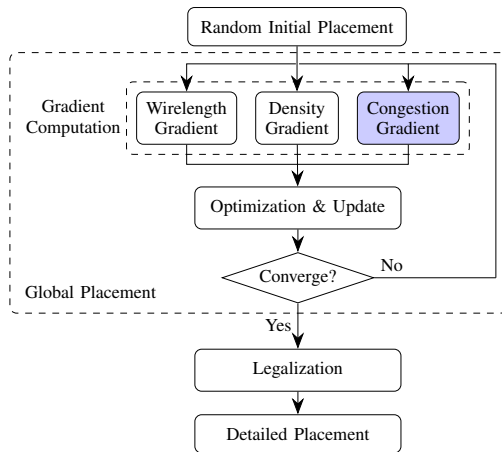 Random Initial Placement
Gradient
Computation
Wirelength
Gradient
Density
Gradient
Congestion
Gradient
Optimization & Update
Converge?
No
Global Placement
Yes
Legalization
Detailed Placement